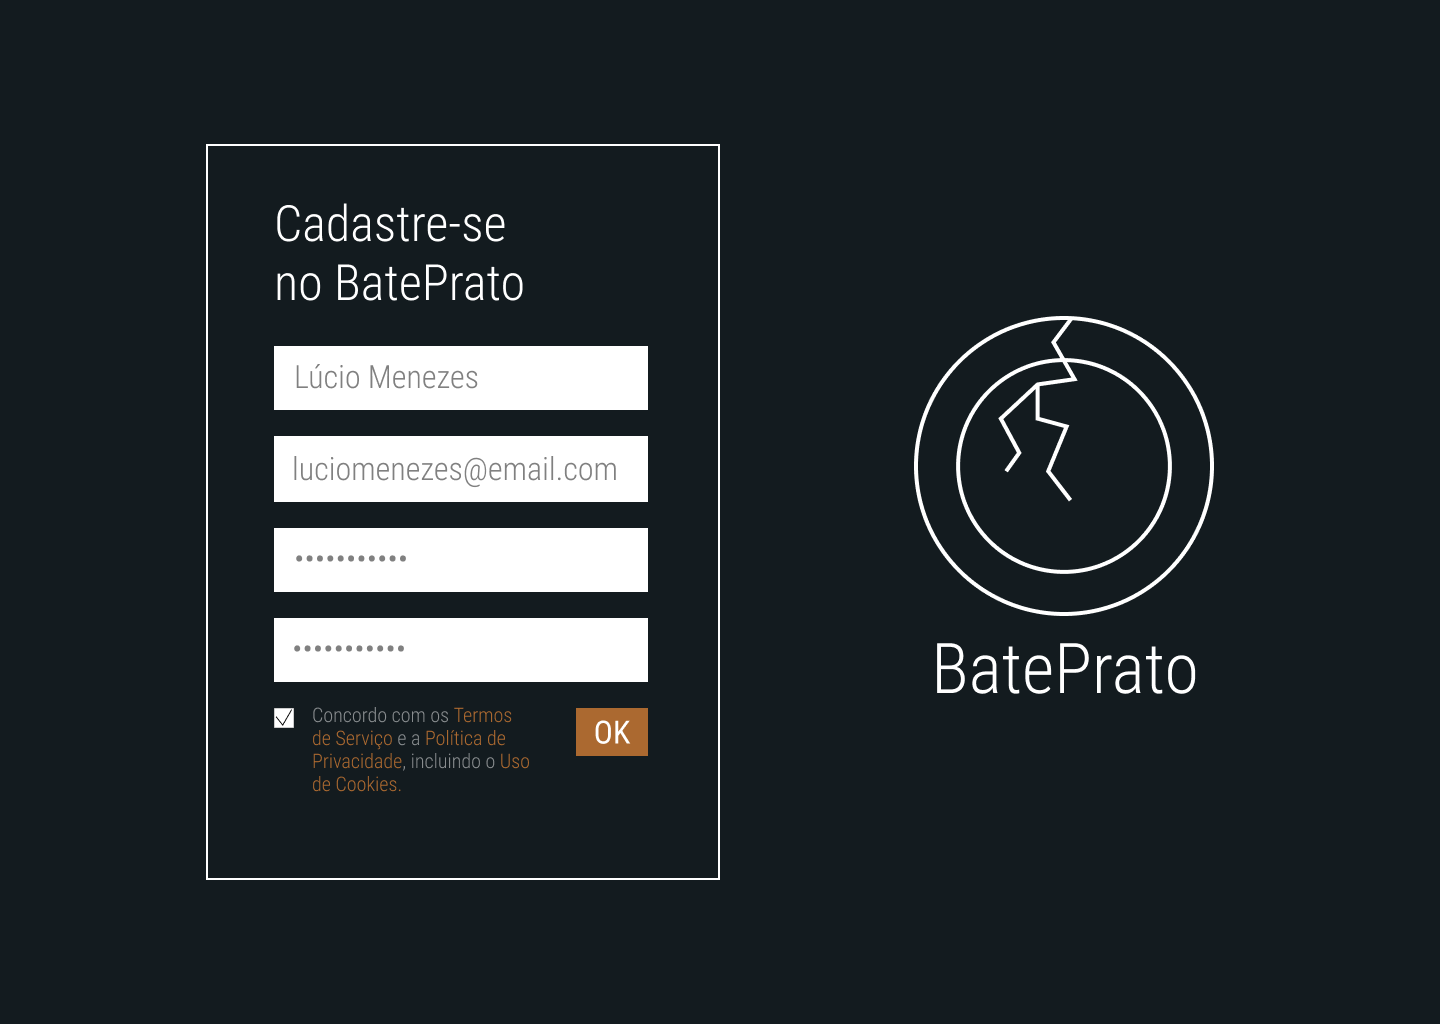 Cadastre-se
no BatePrato
Lúcio Menezes
luciomenezes@email.com
•••••••••••
•••••••••••
Concordo com os Termos
de Serviço e a Política de
Privacidade, incluindo o Uso
de Cookies.
OK
BatePrato